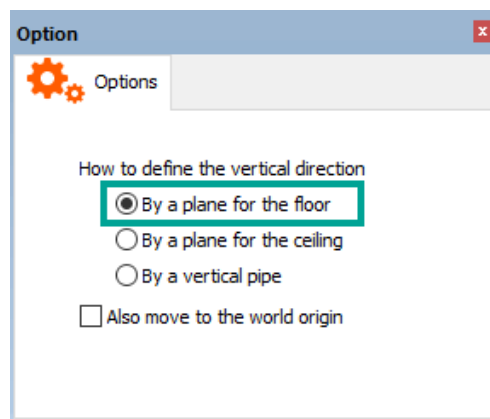 Option
Options
How to define the vertical direction
By a plane for the floor
By a plane for the ceiling
By a vertical pipe
Also move to the world origin